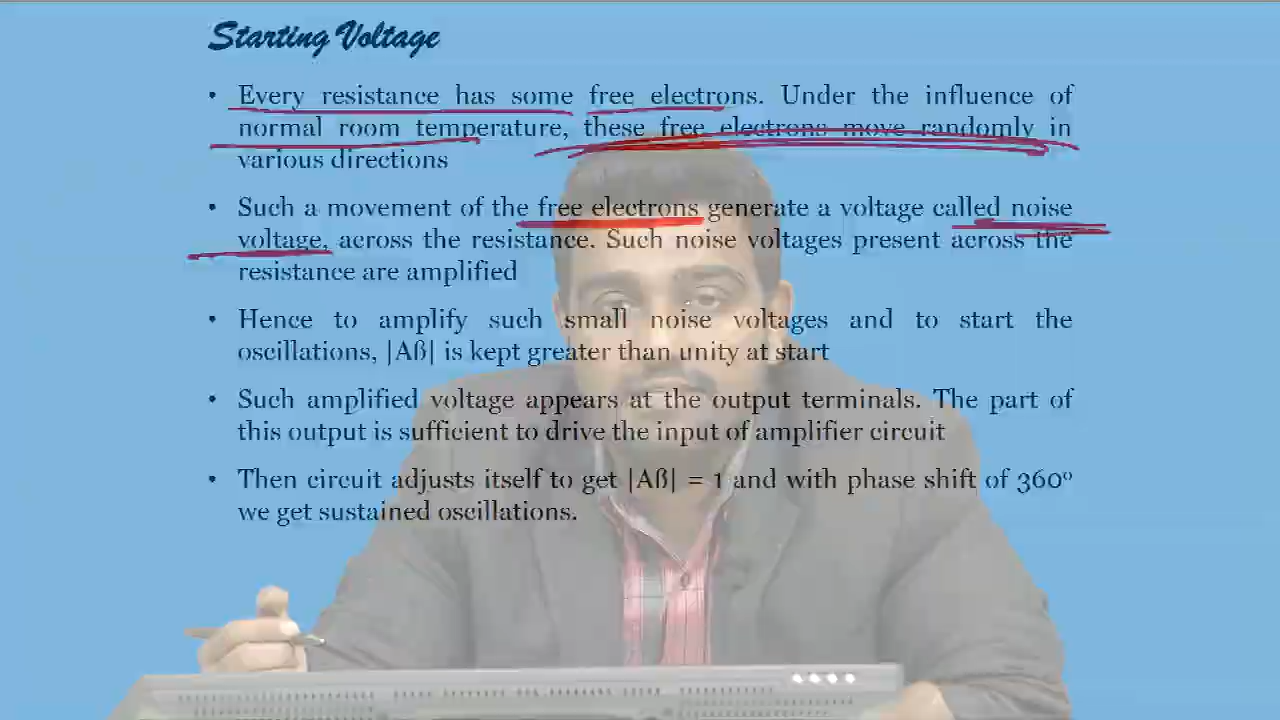 Starting Voltage
• Every resistance has some free electrons. Under the influence of
normal room temperature, these free electrons move randomly in
various directions
• Such a movement of the free electrons generate a voltage called noise
voltage, across the resistance. Such noise voltages present across the
resistance are amplified
• Hence to amplify such small noise voltages and to start the
oscillations, |Aß| is kept greater than unity at start
• Such amplified voltage appears at the output terminals. The part of
this output is sufficient to drive the input of amplifier circuit
• Then circuit adjusts itself to get |Aß| = 1 and with phase shift of 360º
we get sustained oscillations.